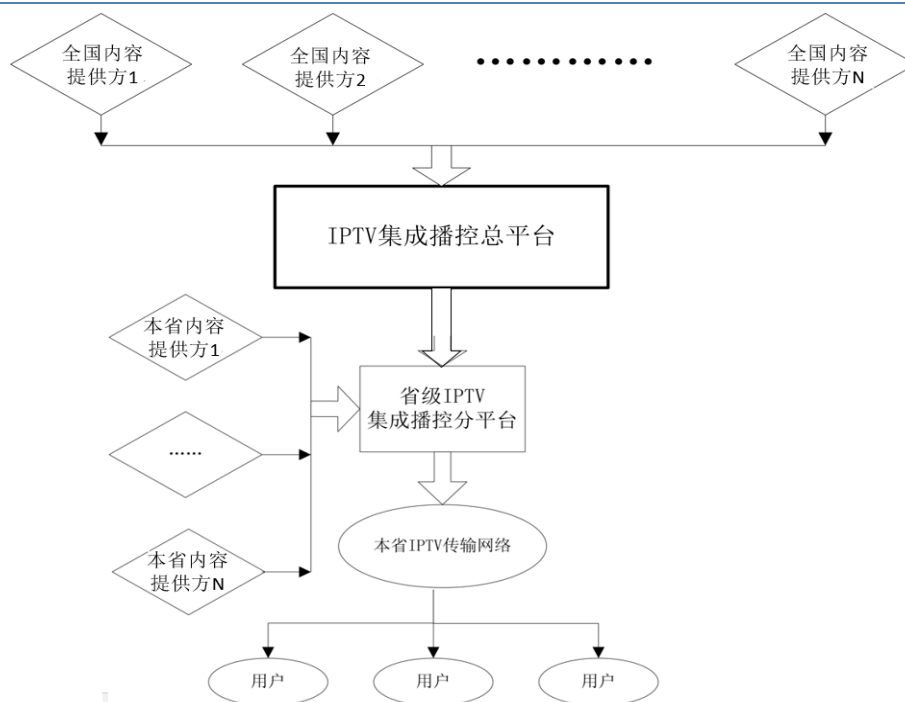 全国内容
提供方1
全国内容
提供方2
············
全国内容
提供方N
IPTV集成播控总平台
本省内容
提供方1
省级IPTV
集成播控分平台
……
本省IPTV传输网络
本省内容
提供方N
用户
用户
用户